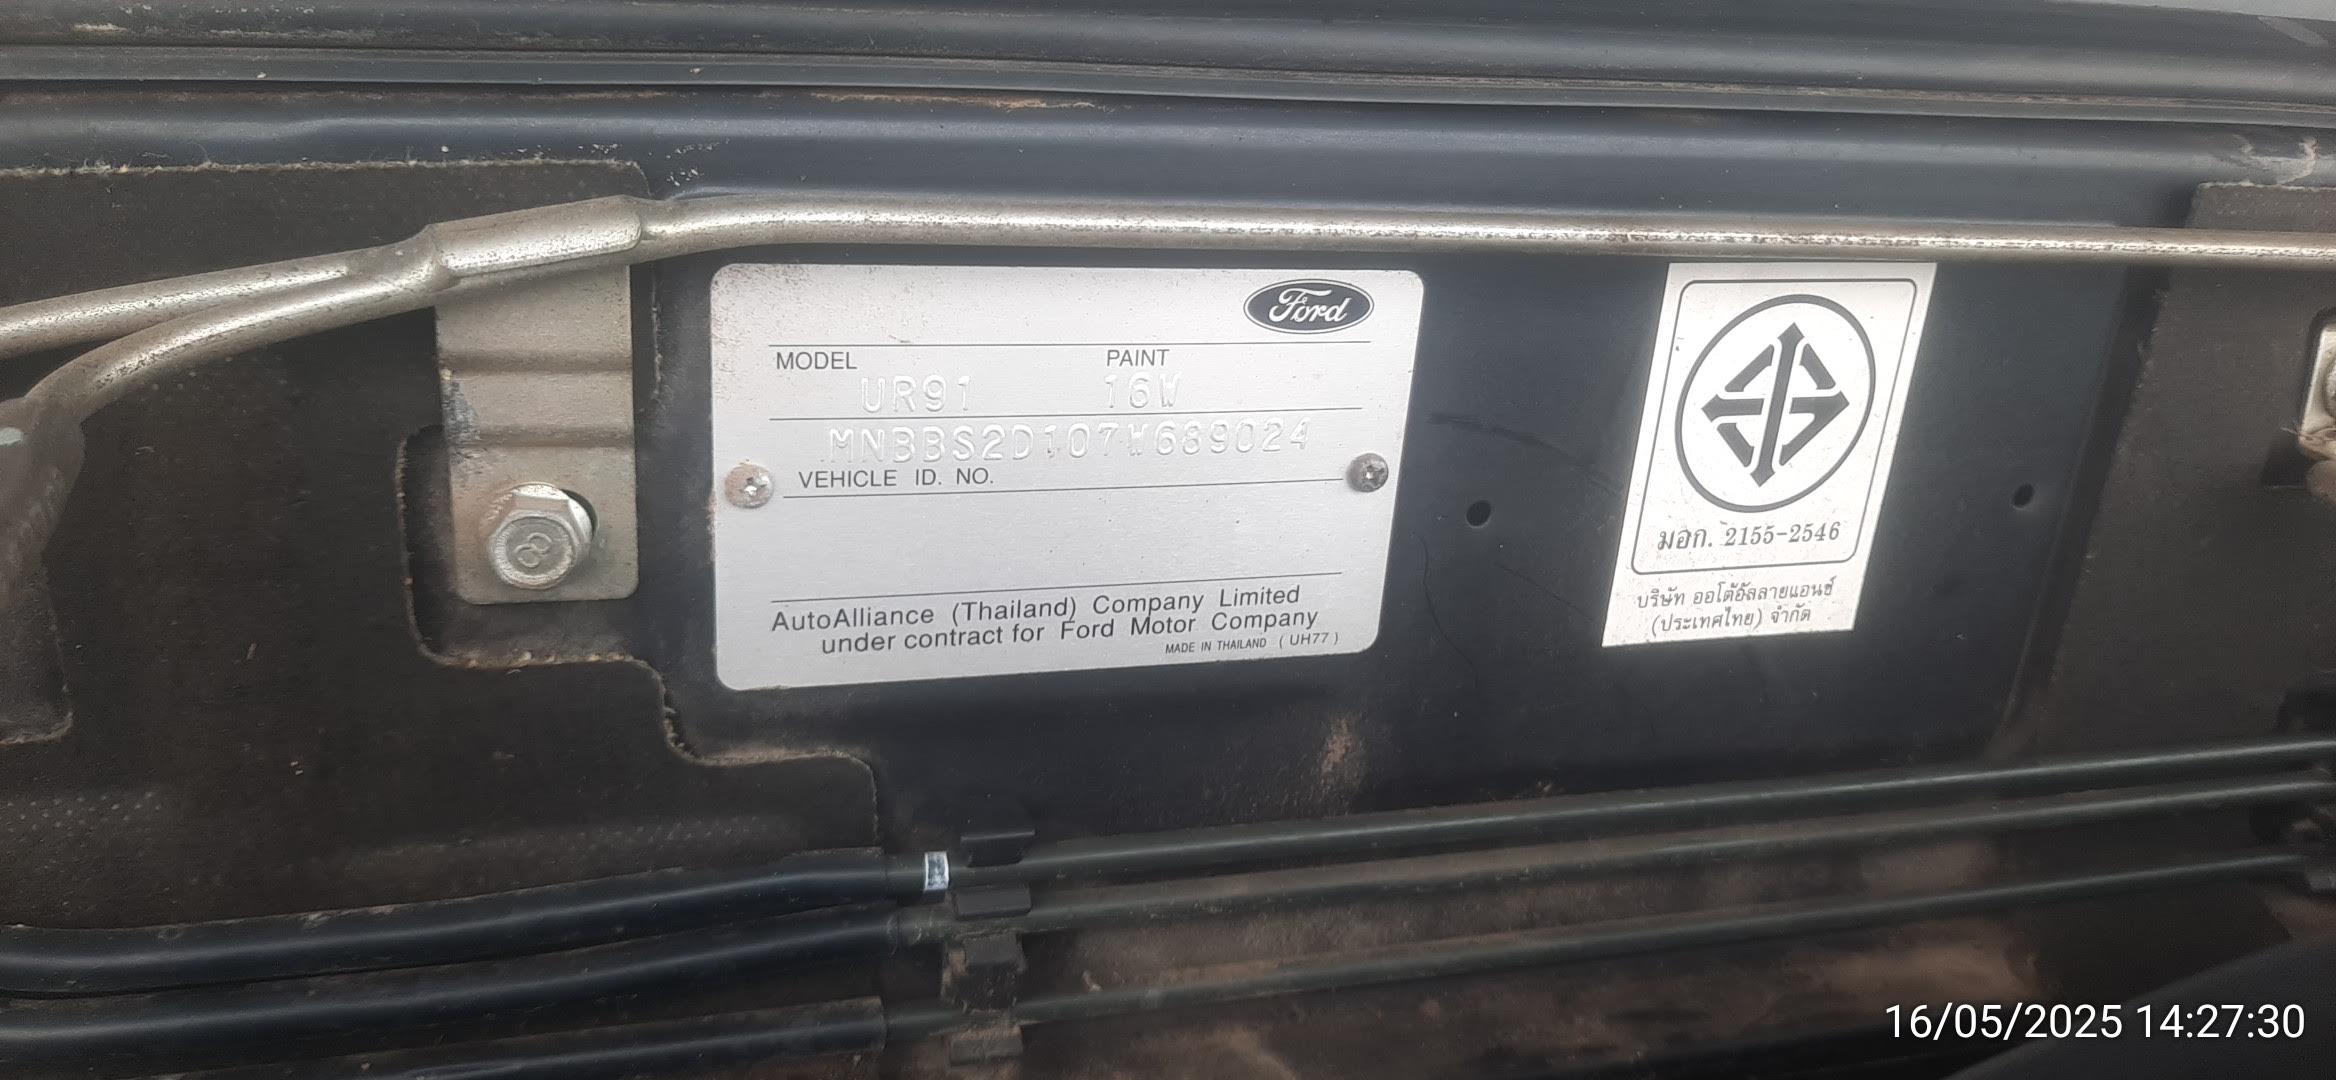 Ford
MODEL PAINT
UR91 16W
MNBBS2D107W689024
VEHICLE ID. NO.
AutoAlliance (Thailand) Company Limited
under contract for Ford Motor Company
MADE IN THAILAND (UH77)
มอก. 2155-2546
บริษัท ออโต้อัลลายแอนซ์
(ประเทศไทย) จำกัด
8
16/05/2025 14:27:30